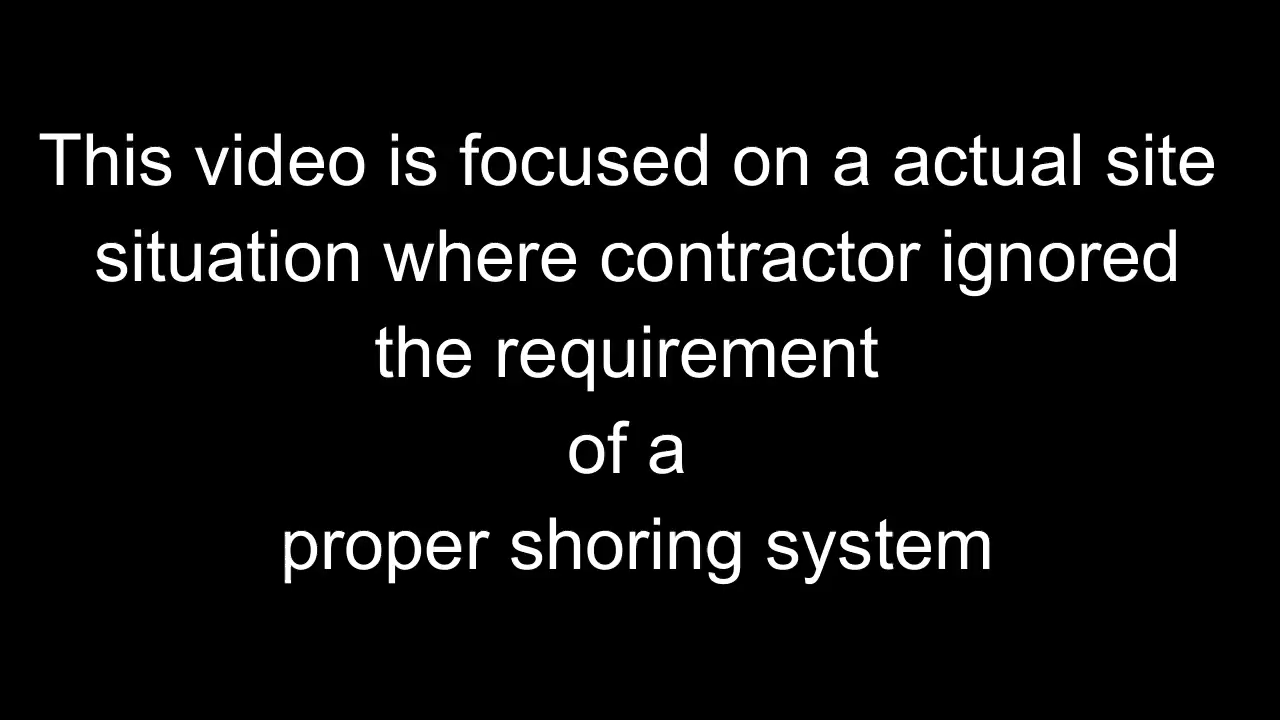 This video is focused on a actual site
situation where contractor ignored
the requirement
of a
proper shoring system